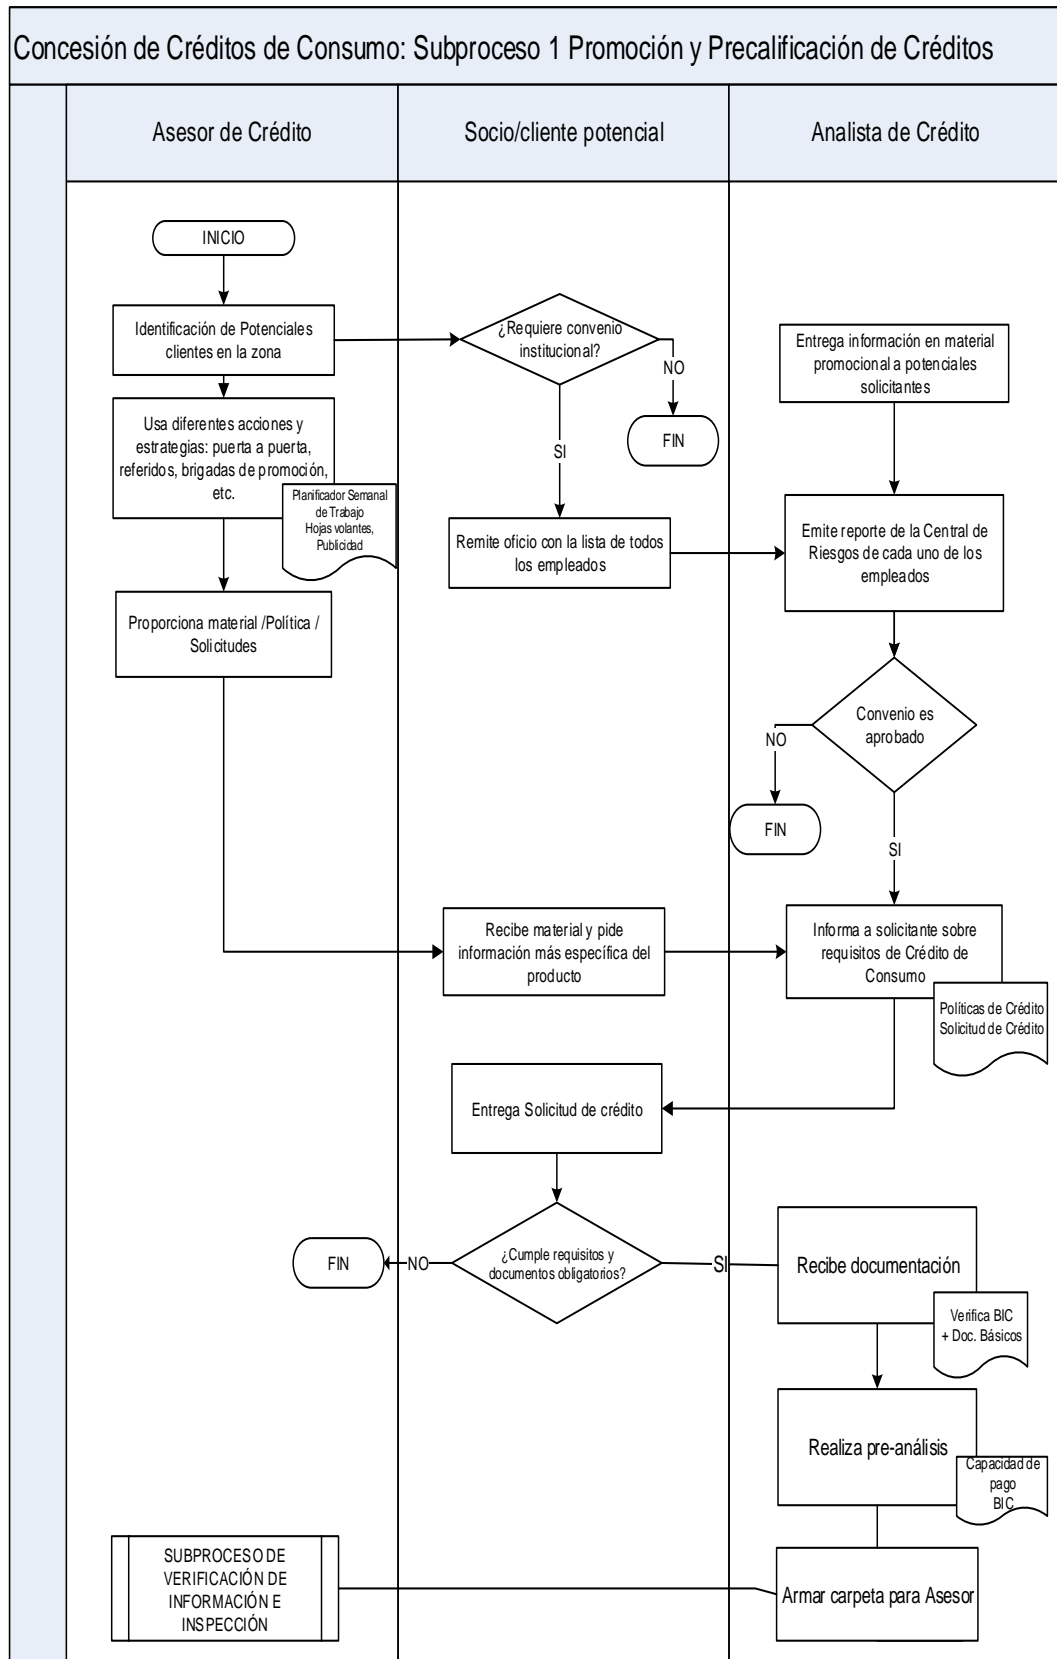 Concesión de Créditos de Consumo: Subproceso 1 Promoción y Precalificación de Créditos
Asesor de Crédito
Socio/cliente potencial
Analista de Crédito
INICIO
Identificación de Potenciales
clientes en la zona
¿Requiere convenio
institucional?
NO
FIN
SI
Entrega información en material
promocional a potenciales
solicitantes
Usa diferentes acciones y
estrategias: puerta a puerta,
referidos, brigadas de promoción,
etc.
Planificador Semanal
de Trabajo
Hojas volantes,
Publicidad
Remite oficio con la lista de todos
los empleados
Emite reporte de la Central de
Riesgos de cada uno de los
empleados
Proporciona material /Política /
Solicitudes
Convenio es
aprobado
NO
FIN
SI
Recibe material y pide
información más específica del
producto
Informa a solicitante sobre
requisitos de Crédito de
Consumo
Políticas de Crédito
Solicitud de Crédito
Entrega Solicitud de crédito
¿Cumple requisitos y
documentos obligatorios?
NO
FIN
SI
Recibe documentación
Verifica BIC
+ Doc. Básicos
Realiza pre-análisis
Capacidad de
pago
BIC
Armar carpeta para Asesor
SUBPROCESO DE
VERIFICACIÓN DE
INFORMACIÓN E
INSPECCIÓN